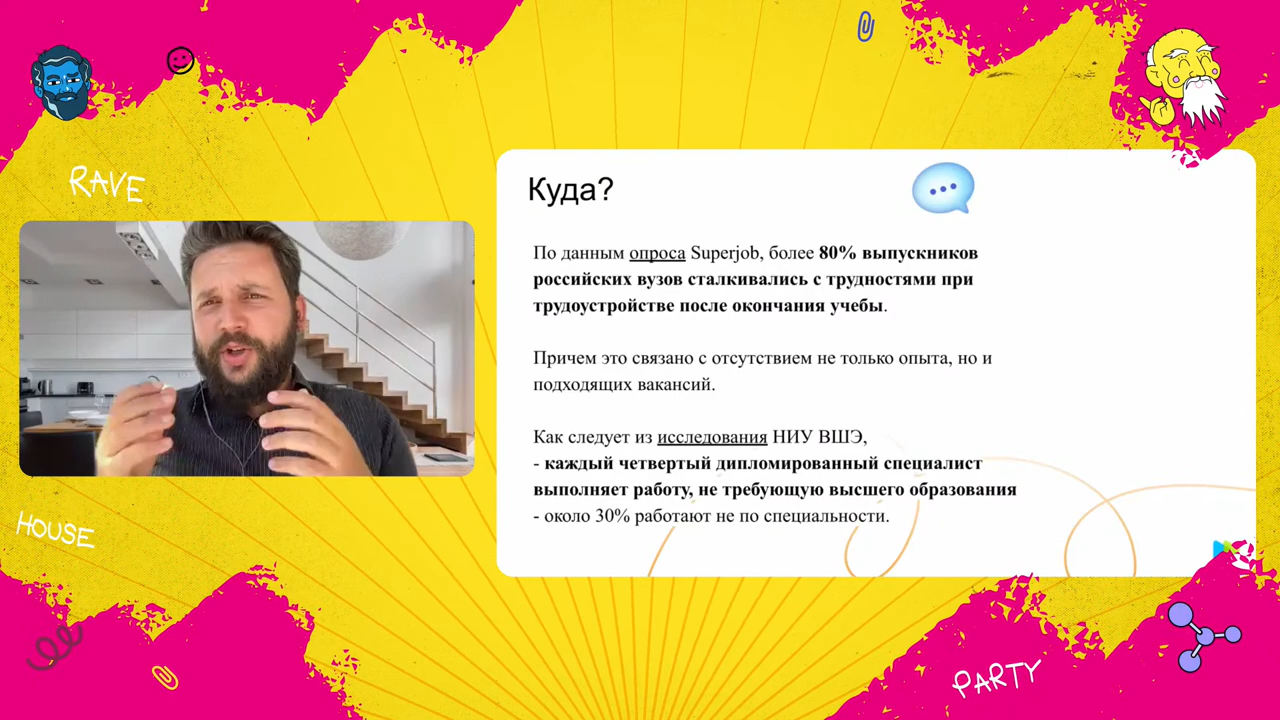 RAVE
HOUSE
Куда?
По данным опроса Superjob, более 80% выпускников
российских вузов сталкивались с трудностями при
трудоустройстве после окончания учебы.
Причем это связано с отсутствием не только опыта, но и
подходящих вакансий.
Как следует из исследования НИУ ВШЭ,
- каждый четвертый дипломированный специалист
выполняет работу, не требующую высшего образования
- около 30% работают не по специальности.
PARTY